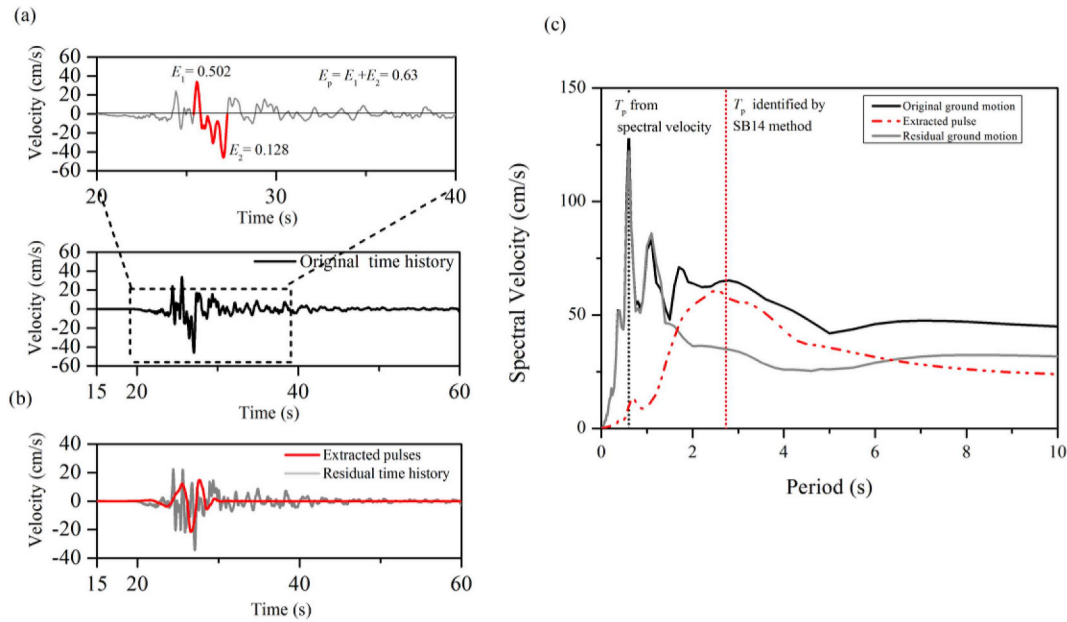 (a)
Velocity (cm/s)
60
40
20
0
-20
-40
-60
E1 = 0.502
Ep = E1+E2 = 0.63
E2 = 0.128
20
30
40
Time (s)
Velocity (cm/s)
60
40
20
0
-20
-40
-60
Original time history
15
20
40
60
Time (s)
(b)
Velocity (cm/s)
40
20
0
-20
-40
Extracted pulses
Residual time history
15
20
40
60
Time (s)
(c)
Spectral Velocity (cm/s)
150
100
50
0
Tp from
spectral velocity
Tp identified by
SB14 method
Original ground motion
Extracted pulse
Residual ground motion
0
2
4
6
8
10
Period (s)